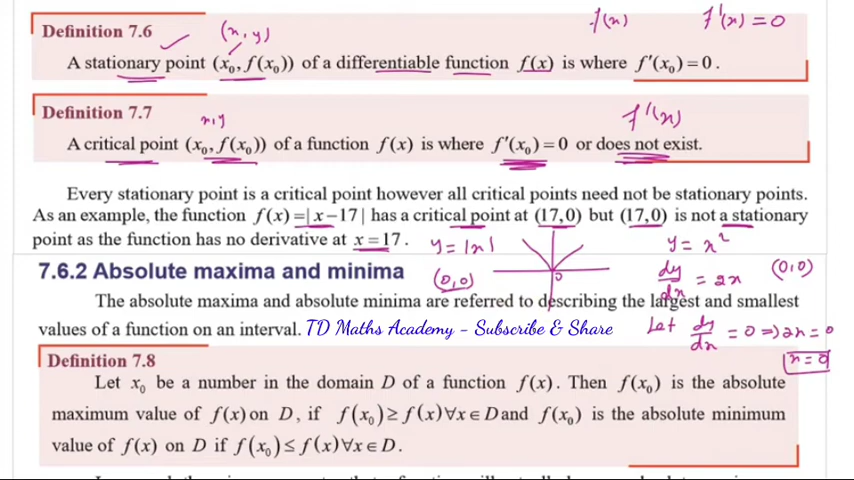 f(x) f'(x) = 0
Definition 7.6 (x, y)
A stationary point (x₀, f(x₀)) of a differentiable function f(x) is where f′(x₀) = 0 .
Definition 7.7 x, y f'(x)
A critical point (x₀, f(x₀)) of a function f(x) is where f′(x₀) = 0 or does not exist.
Every stationary point is a critical point however all critical points need not be stationary points.
As an example, the function f(x) =| x − 17 | has a critical point at (17, 0) but (17, 0) is not a stationary
point as the function has no derivative at x = 17 . y = |x| y = x²
7.6.2 Absolute maxima and minima (0,0) 0 dy/dx = 2x (0,0)
The absolute maxima and absolute minima are referred to describing the largest and smallest
values of a function on an interval. TD Maths Academy - Subscribe & Share Let dy/dx = 0 ⇒ 2x = 0
Definition 7.8 x = 0
Let x₀ be a number in the domain D of a function f(x). Then f(x₀) is the absolute
maximum value of f(x) on D, if f(x₀) ≥ f(x)∀x ∈ D and f(x₀) is the absolute minimum
value of f(x) on D if f(x₀) ≤ f(x)∀x ∈ D.